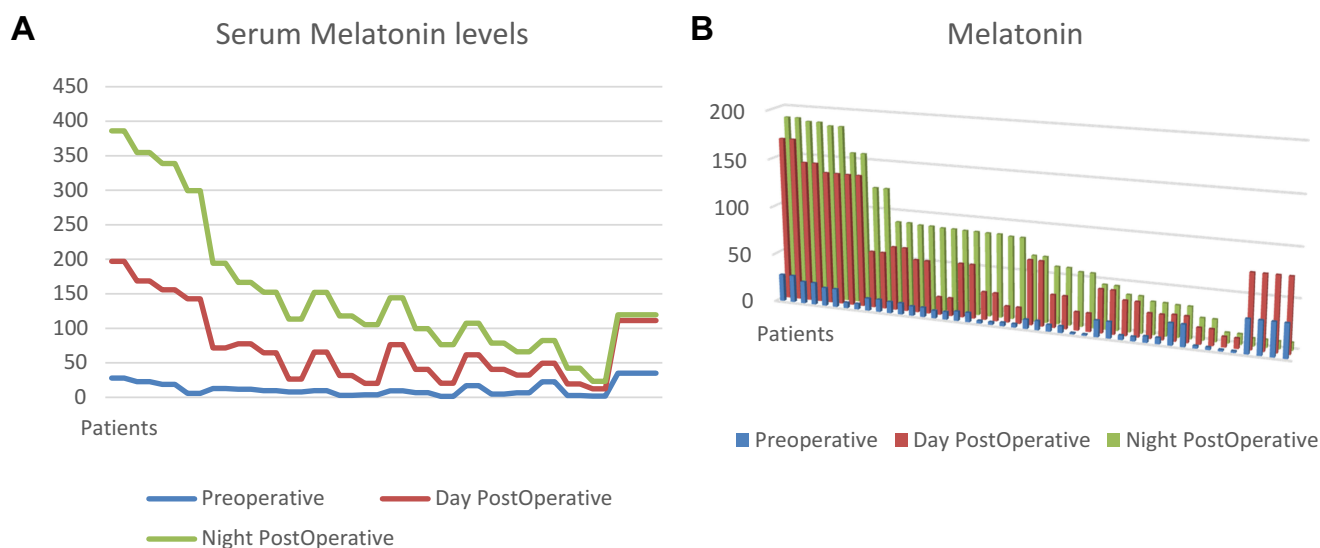 A
Serum Melatonin levels
450
400
350
300
250
200
150
100
50
0
Patients
Preoperative
Day PostOperative
Night PostOperative
B
Melatonin
200
150
100
50
0
Patients
Preoperative
Day PostOperative
Night PostOperative